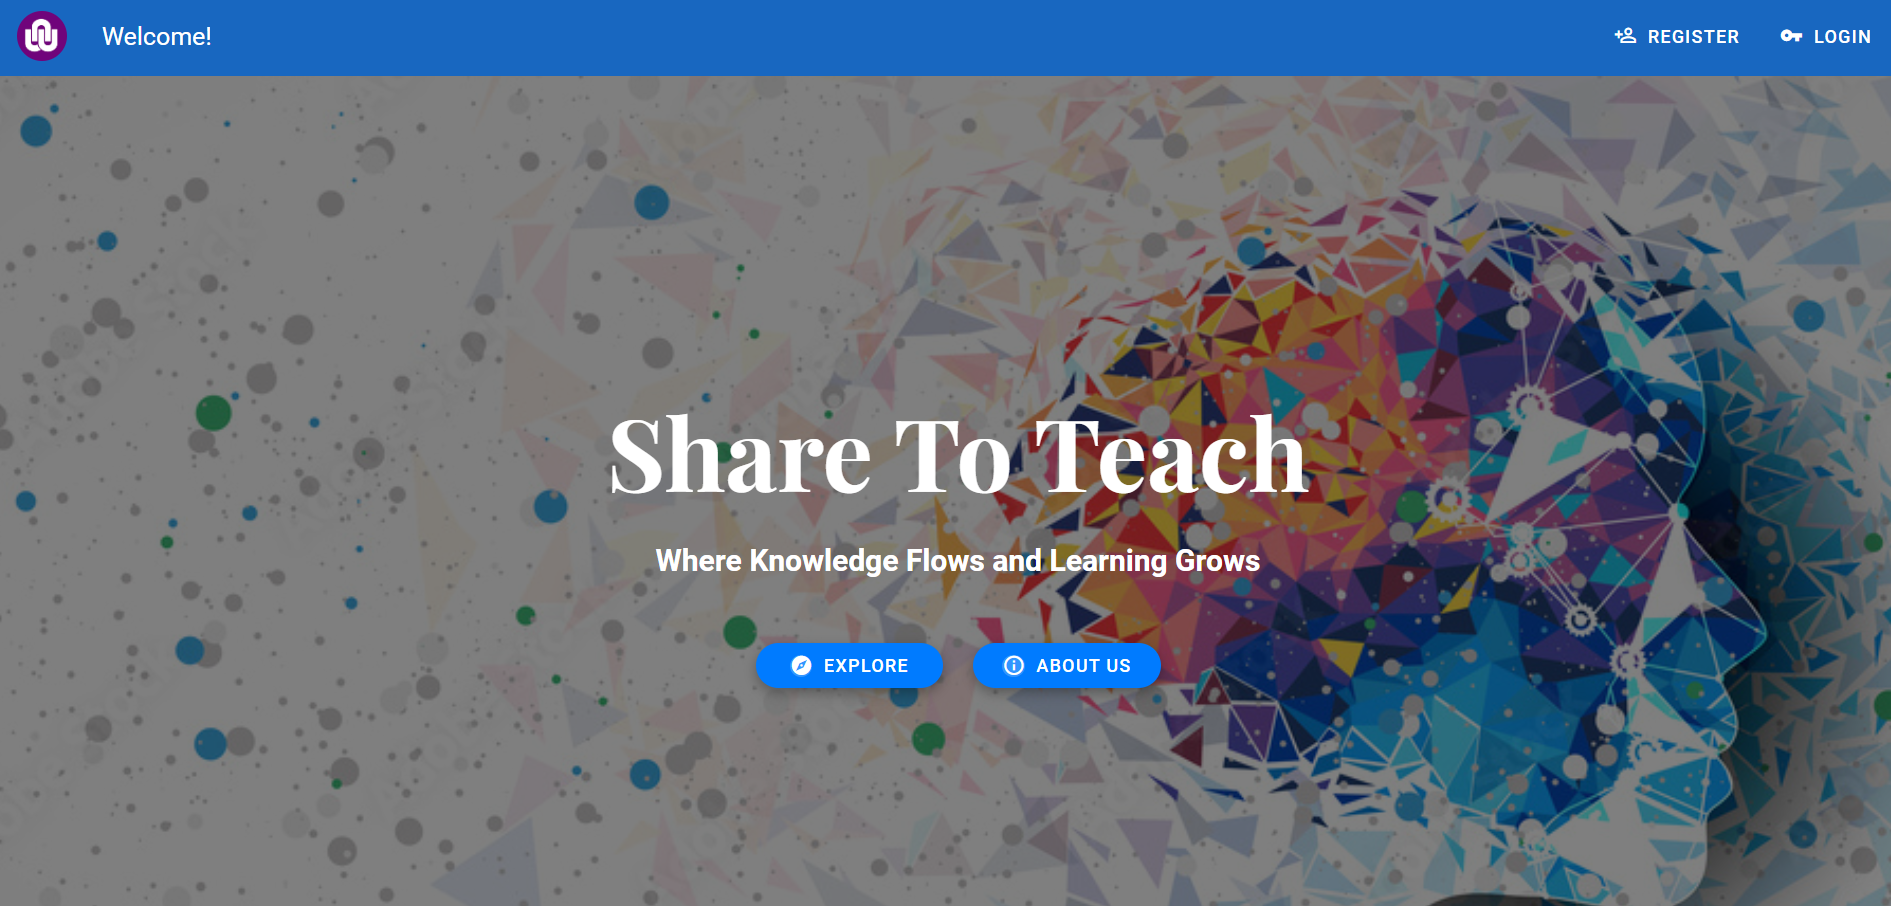 Welcome!
REGISTER
LOGIN
Share To Teach
Where Knowledge Flows and Learning Grows
EXPLORE
ABOUT US